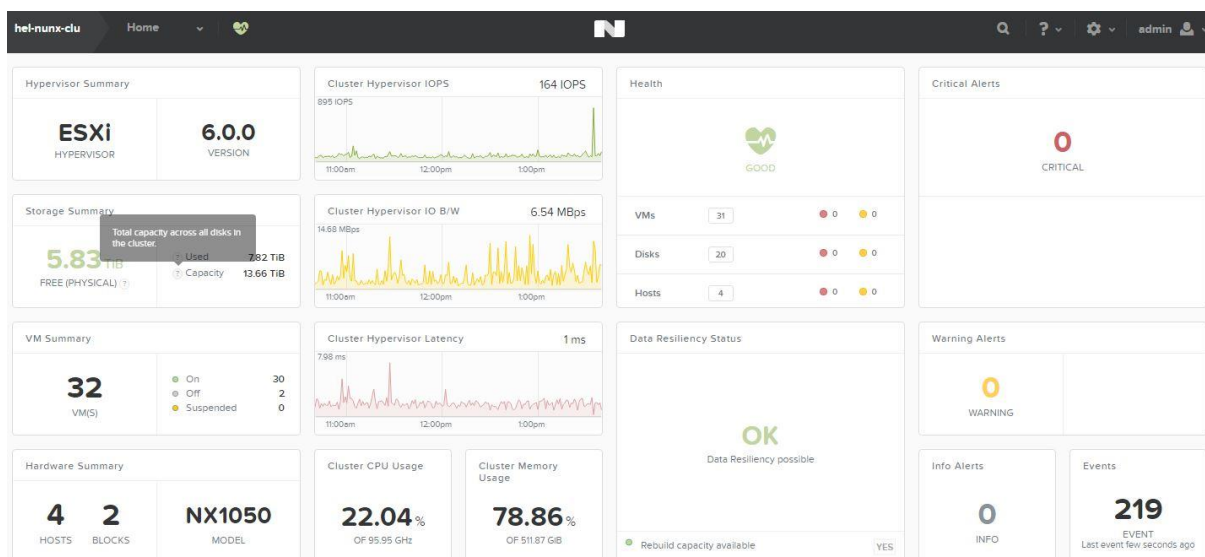 hel-nunx-clu Home ? admin
Hypervisor Summary
ESXi 6.0.0
HYPERVISOR VERSION
Cluster Hypervisor IOPS 164 IOPS
895 IOPS
11:00am 12:00pm 1:00pm
Health
GOOD
VMs 31 0 0
Disks 20 0 0
Hosts 4 0 0
Critical Alerts
0
CRITICAL
Storage Summary
Total capacity across all disks in
the cluster.
5.83 TiB
FREE (PHYSICAL) ?
? Used 7.82 TiB
? Capacity 13.66 TiB
Cluster Hypervisor IO B/W 6.54 MBps
14.68 MBps
11:00am 12:00pm 1:00pm
VM Summary
32
VM(S)
On 30
Off 2
Suspended 0
Cluster Hypervisor Latency 1 ms
7.98 ms
11:00am 12:00pm 1:00pm
Data Resiliency Status
OK
Data Resiliency possible
Rebuild capacity available YES
Warning Alerts
0
WARNING
Hardware Summary
4 2 NX1050
HOSTS BLOCKS MODEL
Cluster CPU Usage
22.04%
OF 95.95 GHz
Cluster Memory
Usage
78.86%
OF 511.87 GiB
Info Alerts
0
INFO
Events
219
EVENT
Last event few seconds ago